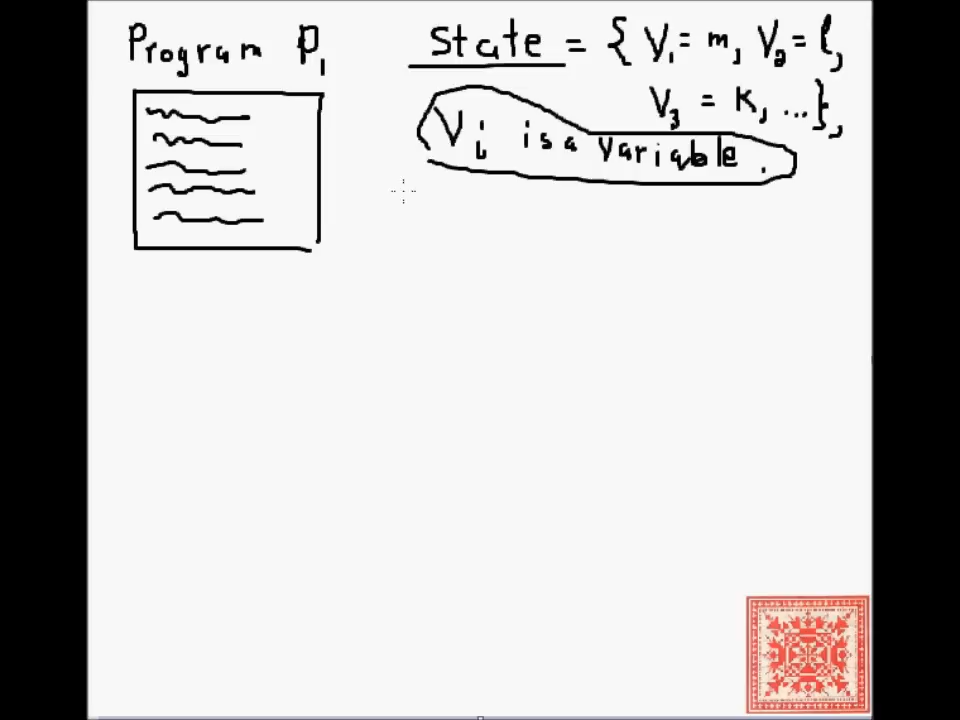 Program P₁
State = { V₁ = m, V₂ = l,
V₃ = K, ... },
Vᵢ is a variable.